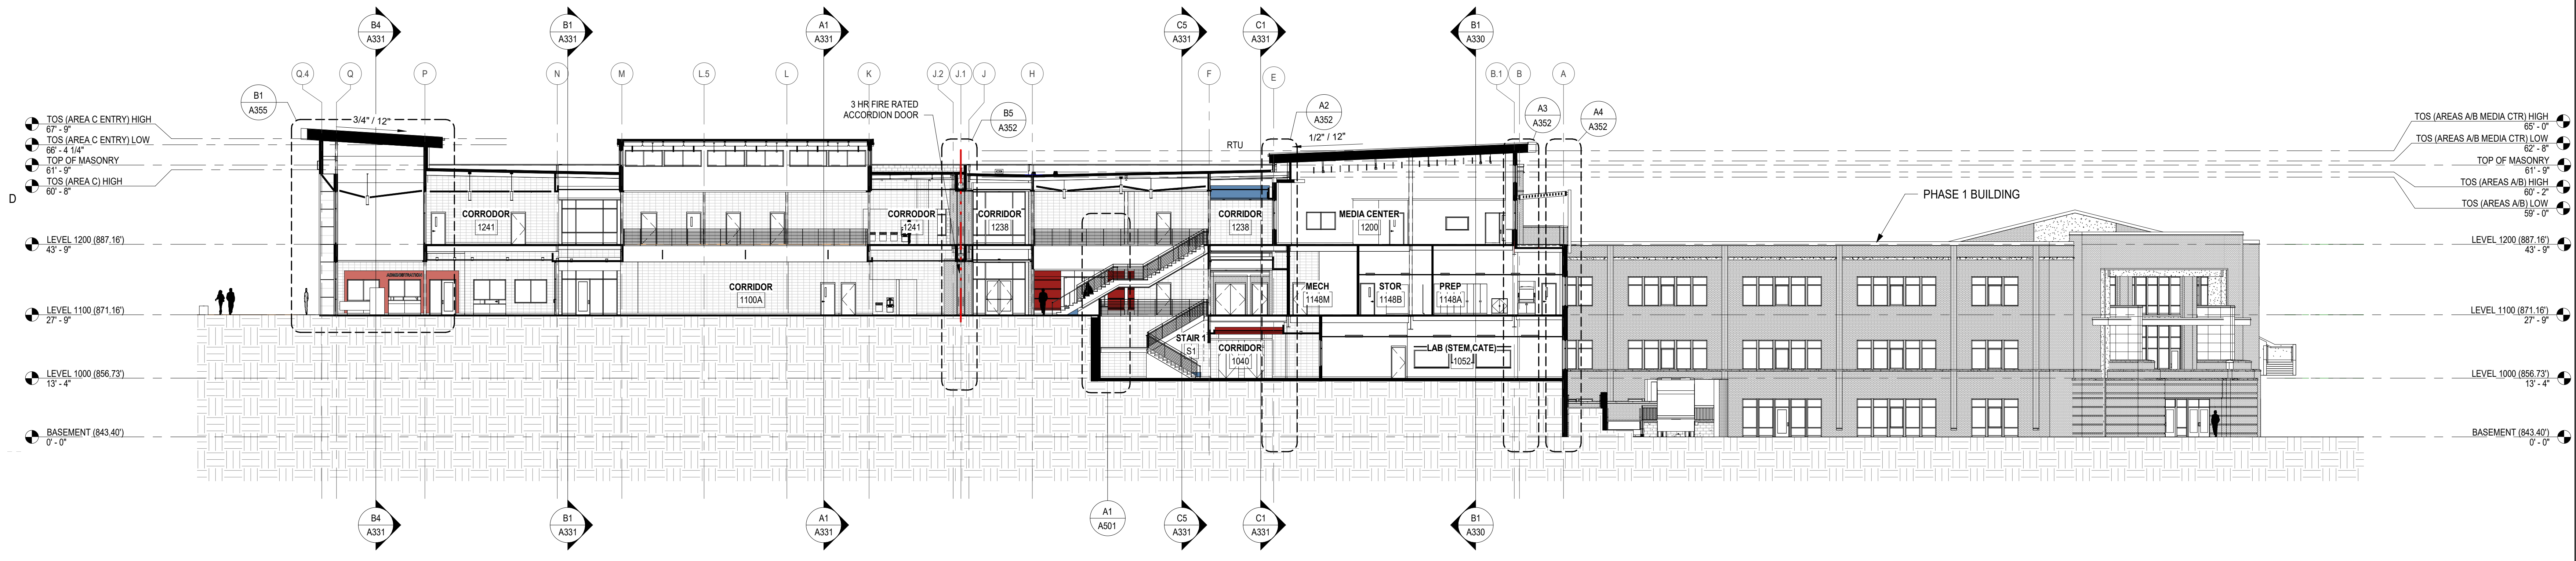 B4
A331
B1
A331
A1
A331
C5
A331
C1
A331
B1
A330
Q.4
Q
P
N
M
L.5
L
K
J.2
J.1
J
H
F
E
B.1
B
A
B1
A355
3/4" / 12"
3 HR FIRE RATED
ACCORDION DOOR
B5
A352
A2
A352
1/2" / 12"
A3
A352
A4
A352
RTU
TOS (AREA C ENTRY) HIGH
67' - 9"
TOS (AREA C ENTRY) LOW
66' - 4 1/4"
TOP OF MASONRY
61' - 9"
TOS (AREA C) HIGH
60' - 8"
D
LEVEL 1200 (887.16')
43' - 9"
LEVEL 1100 (871.16')
27' - 9"
LEVEL 1000 (856.73')
13' - 4"
BASEMENT (843.40')
0' - 0"
CORRODOR
1241
CORRODOR
1241
CORRIDOR
1238
CORRIDOR
1238
MEDIA CENTER
1200
ADMINISTRATION
CORRIDOR
1100A
MECH
1148M
STOR
1148B
PREP
1148A
STAIR 1
S1
CORRIDOR
1040
LAB (STEM,CATE)
1052
PHASE 1 BUILDING
TOS (AREAS A/B MEDIA CTR) HIGH
65' - 0"
TOS (AREAS A/B MEDIA CTR) LOW
62' - 8"
TOP OF MASONRY
61' - 9"
TOS (AREAS A/B) HIGH
60' - 2"
TOS (AREAS A/B) LOW
59' - 0"
LEVEL 1200 (887.16')
43' - 9"
LEVEL 1100 (871.16')
27' - 9"
LEVEL 1000 (856.73')
13' - 4"
BASEMENT (843.40')
0' - 0"
B4
A331
B1
A331
A1
A331
A1
A501
C5
A331
C1
A331
B1
A330